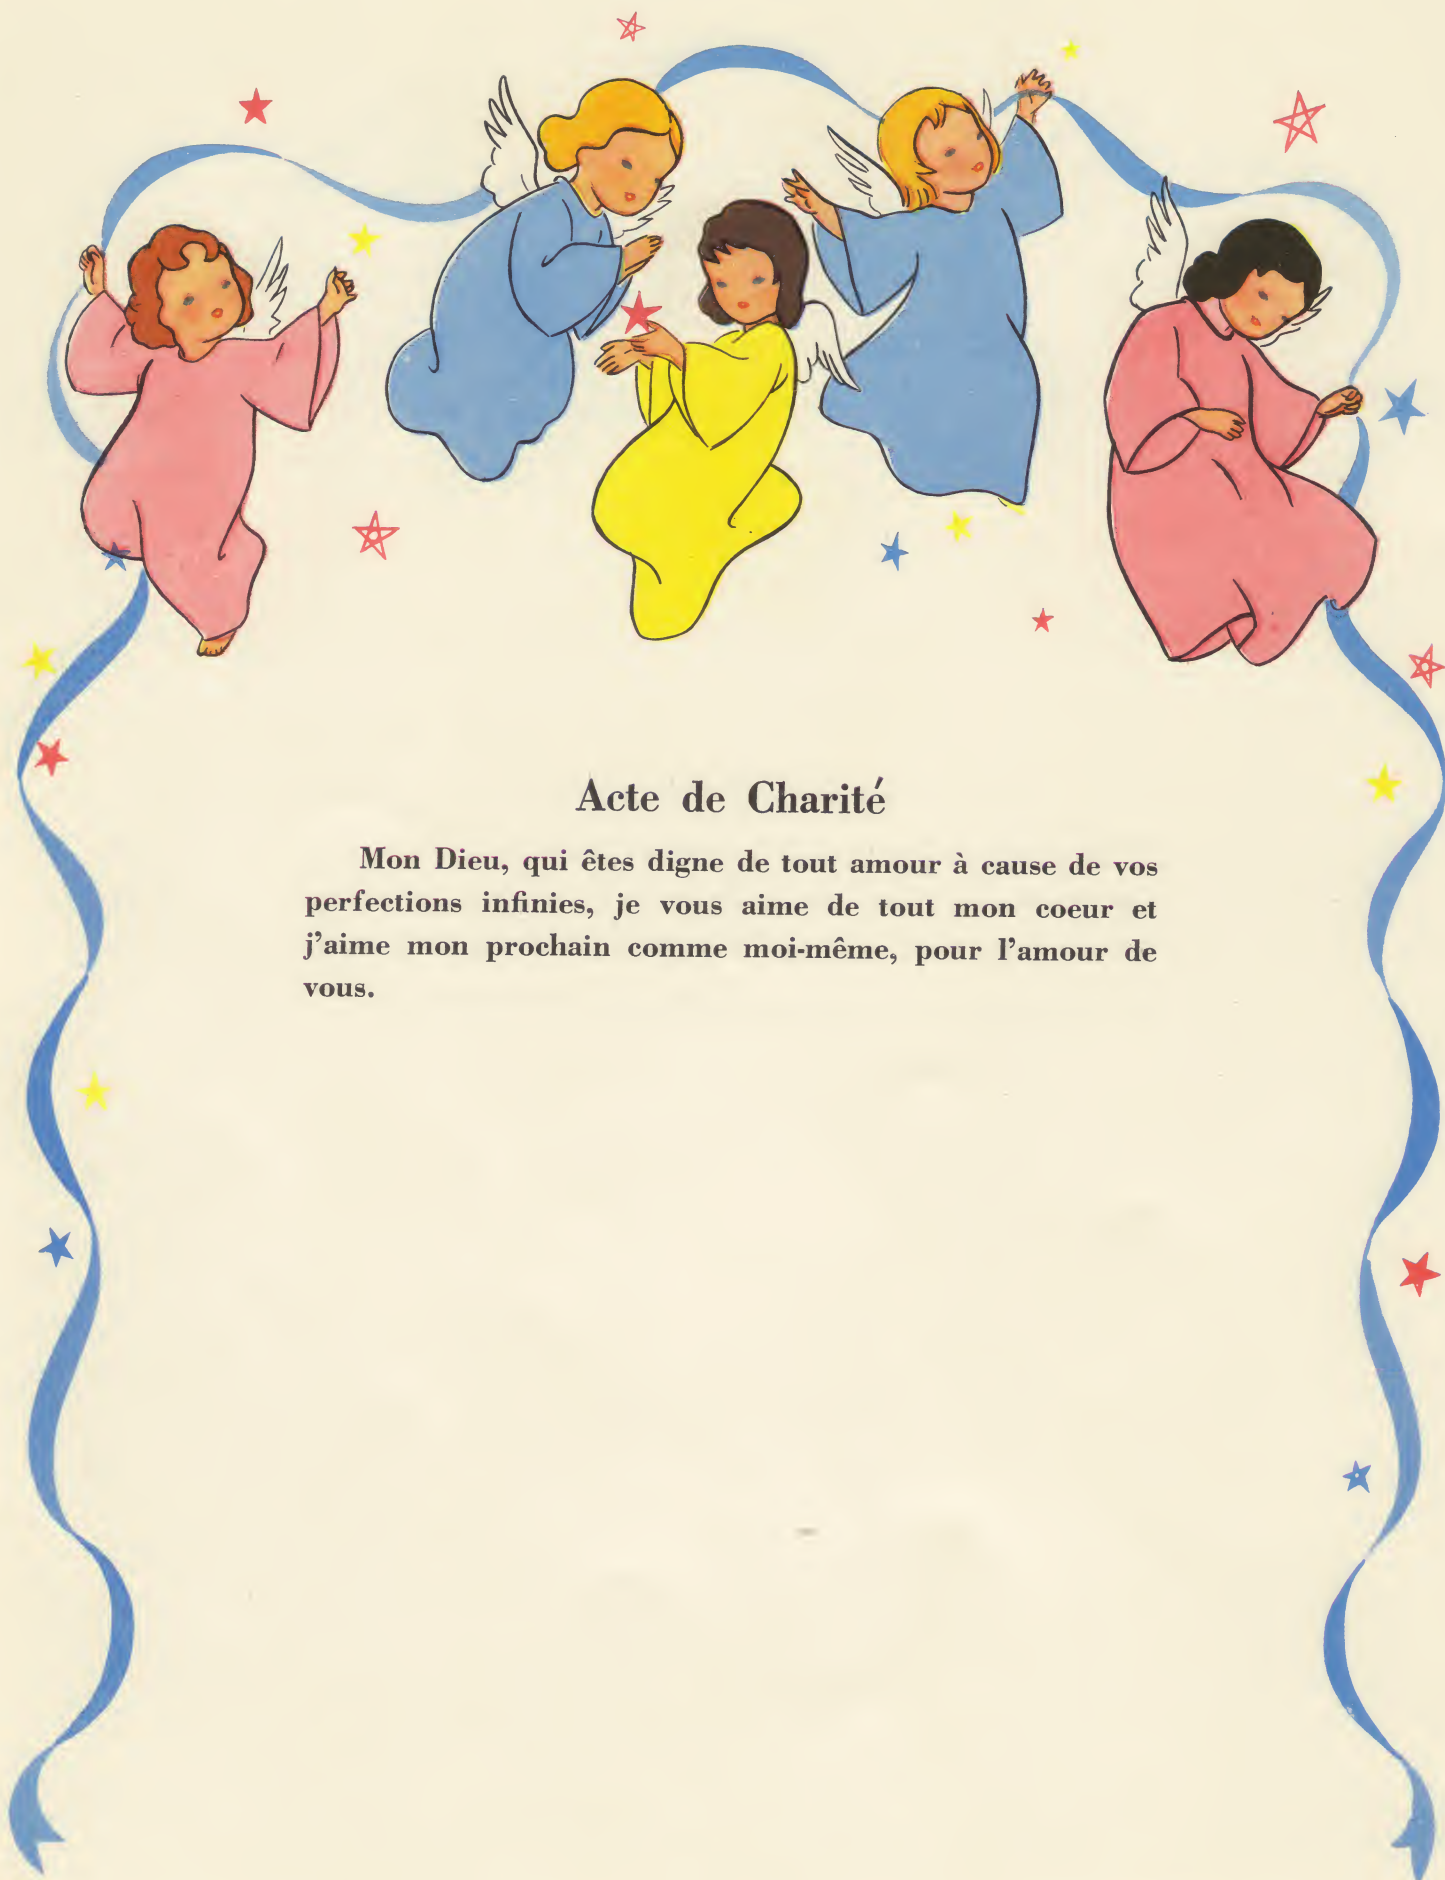 Acte de Charité
Mon Dieu, qui êtes digne de tout amour à cause de vos
perfections infinies, je vous aime de tout mon coeur et
j'aime mon prochain comme moi-même, pour l'amour de
vous.